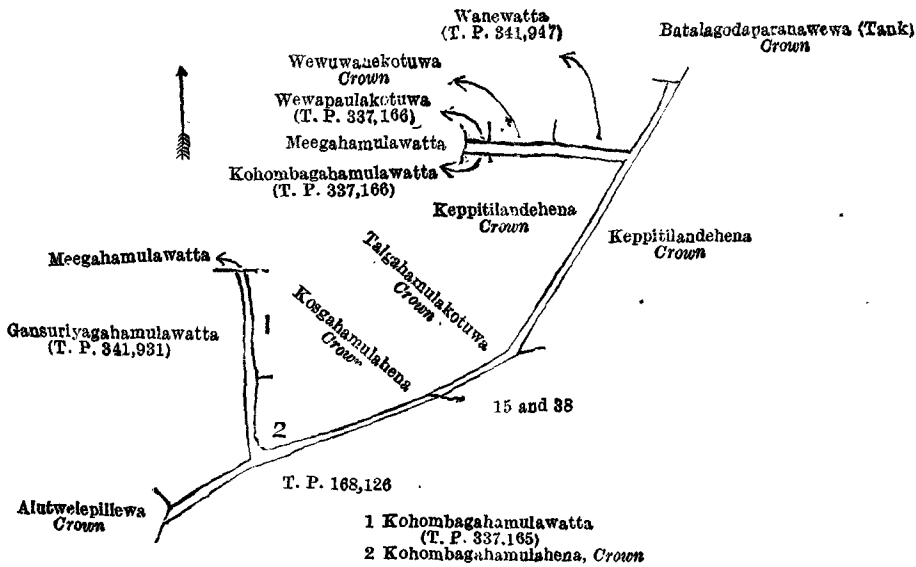 Wanewatta
(T. P. 341,947)
Batalagodaparanawewa (Tank)
Crown
Wewuwanekotuwa
Crown
Wewapaulakotuwa
(T. P. 337,166)
Meegahamulawatta
Kohombagahamulawatta
(T. P. 337,166)
Keppitilandehena
Crown
Keppitilandehena
Crown
Talgahamulakotuwa
Crown
Meegahamulawatta
Kosgahamulahena
Crown
Gansuriyagahamulawatta
(T. P. 341,931)
1
2
15 and 38
T. P. 168,126
Alutwelepillewa
Crown
1 Kohombagahamulawatta
(T. P. 337.165)
2 Kohombagahamulahena, Crown